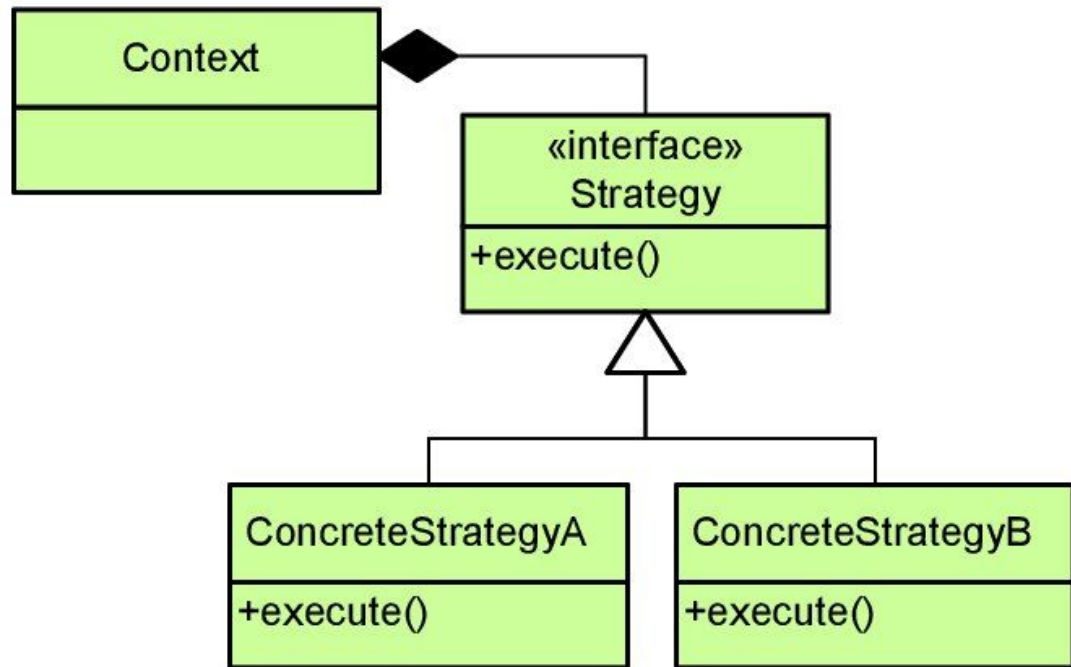 Context
«interface»
Strategy
+execute()
ConcreteStrategyA
+execute()
ConcreteStrategyB
+execute()